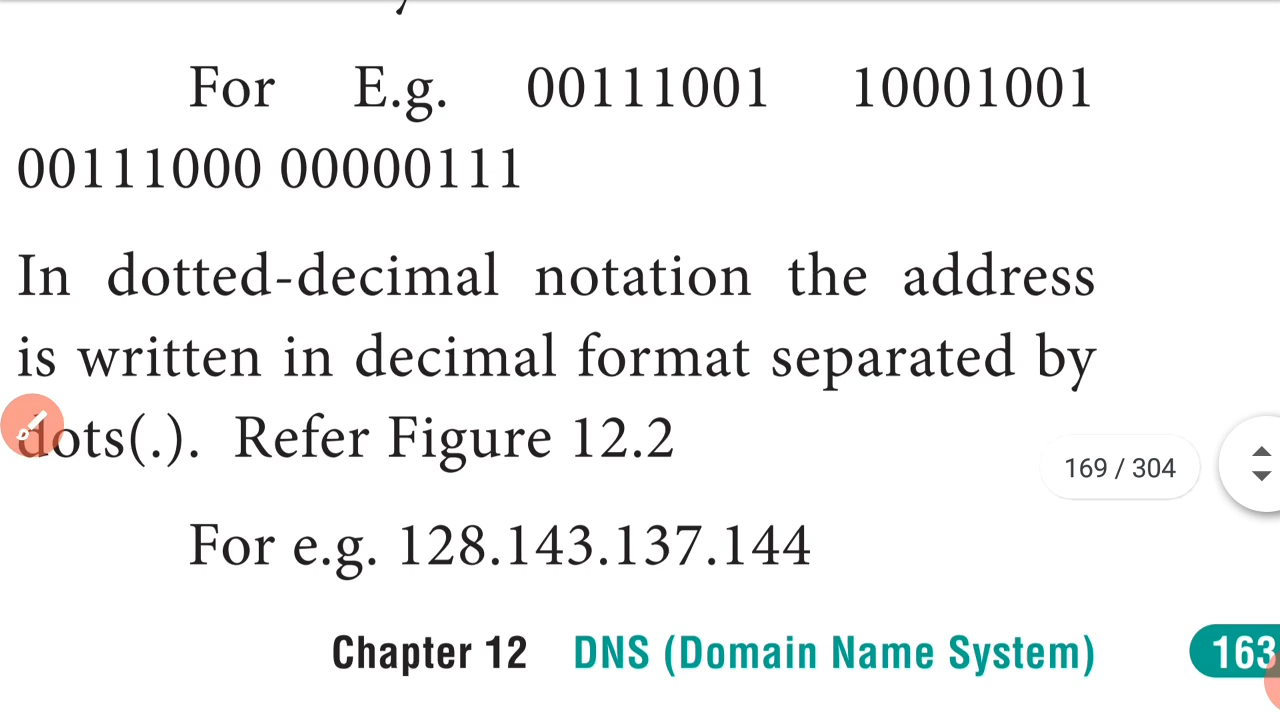 For E.g. 00111001 10001001
00111000 00000111
In dotted-decimal notation the address
is written in decimal format separated by
dots(.). Refer Figure 12.2
169 / 304
For e.g. 128.143.137.144
Chapter 12 DNS (Domain Name System) 163